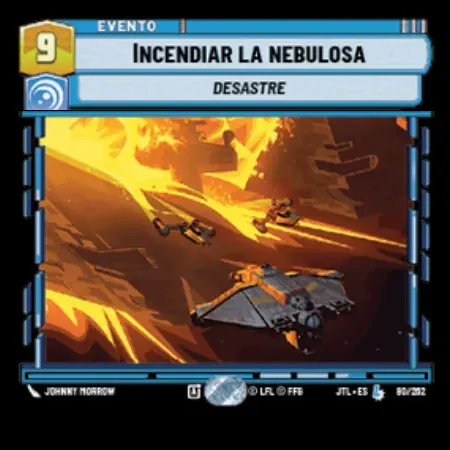 EVENTO
9
INCENDIAR LA NEBULOSA
DESASTRE
JOHNNY MORROW
© LFL © FFG
JTL • ES
L
80/262